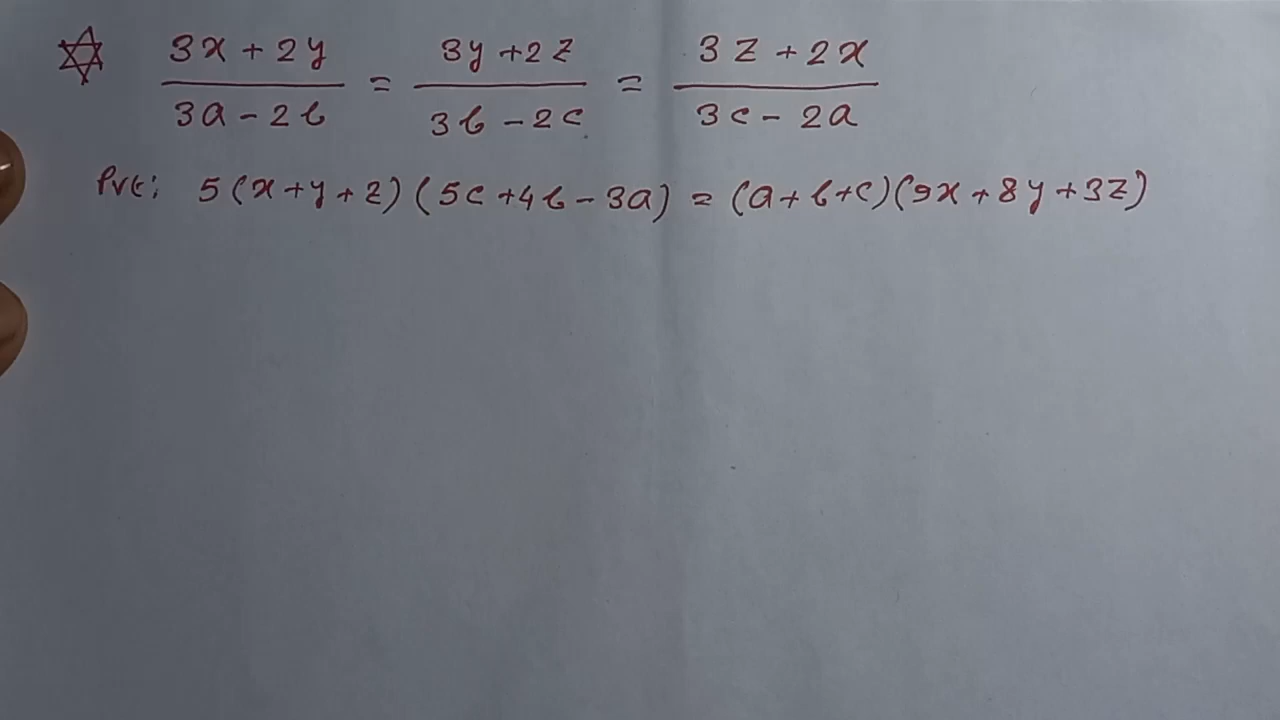 3x + 2y / 3a - 2b = 3y + 2z / 3b - 2c = 3z + 2x / 3c - 2a
Pvt: 5(x+y+z)(5c+4b-3a) = (a+b+c)(9x+8y+3z)